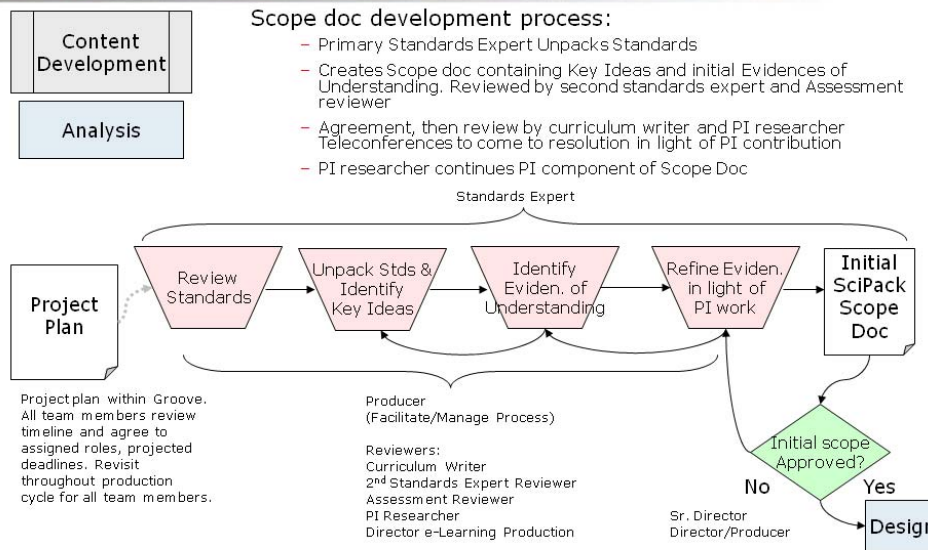 Content
Development
Analysis
Scope doc development process:
– Primary Standards Expert Unpacks Standards
– Creates Scope doc containing Key Ideas and initial Evidences of
Understanding. Reviewed by second standards expert and Assessment
reviewer
– Agreement, then review by curriculum writer and PI researcher
Teleconferences to come to resolution in light of PI contribution
– PI researcher continues PI component of Scope Doc
Standards Expert
Project
Plan
Review
Standards
Unpack Stds &
Identify
Key Ideas
Identify
Eviden. of
Understanding
Refine Eviden.
in light of
PI work
Initial
SciPack
Scope
Doc
Project plan within Groove.
All team members review
timeline and agree to
assigned roles, projected
deadlines. Revisit
throughout production
cycle for all team members.
Producer
(Facilitate/Manage Process)
Reviewers:
Curriculum Writer
2nd Standards Expert Reviewer
Assessment Reviewer
PI Researcher
Director e-Learning Production
Initial scope
Approved?
No
Yes
Sr. Director
Director/Producer
Design